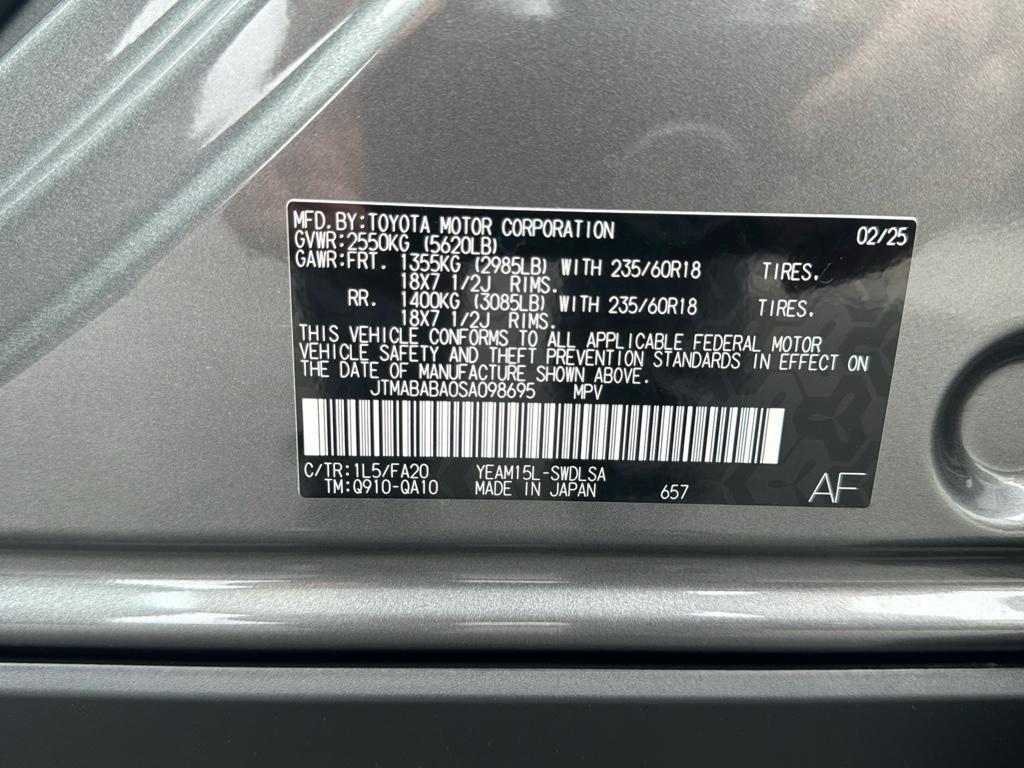 MFD.BY:TOYOTA MOTOR CORPORATION 02/25
GVWR:2550KG (5620LB)
GAWR:FRT. 1355KG (2985LB) WITH 235/60R18 TIRES,
18X7 1/2J RIMS.
RR. 1400KG (3085LB) WITH 235/60R18 TIRES,
18X7 1/2J RIMS.
THIS VEHICLE CONFORMS TO ALL APPLICABLE FEDERAL MOTOR
VEHICLE SAFETY AND THEFT PREVENTION STANDARDS IN EFFECT ON
THE DATE OF MANUFACTURE SHOWN ABOVE.
JTMABABA0SA098695 MPV
C/TR:1L5/FA20 YEAM15L-SWDLSA
TM:Q910-QA10 MADE IN JAPAN 657 AF